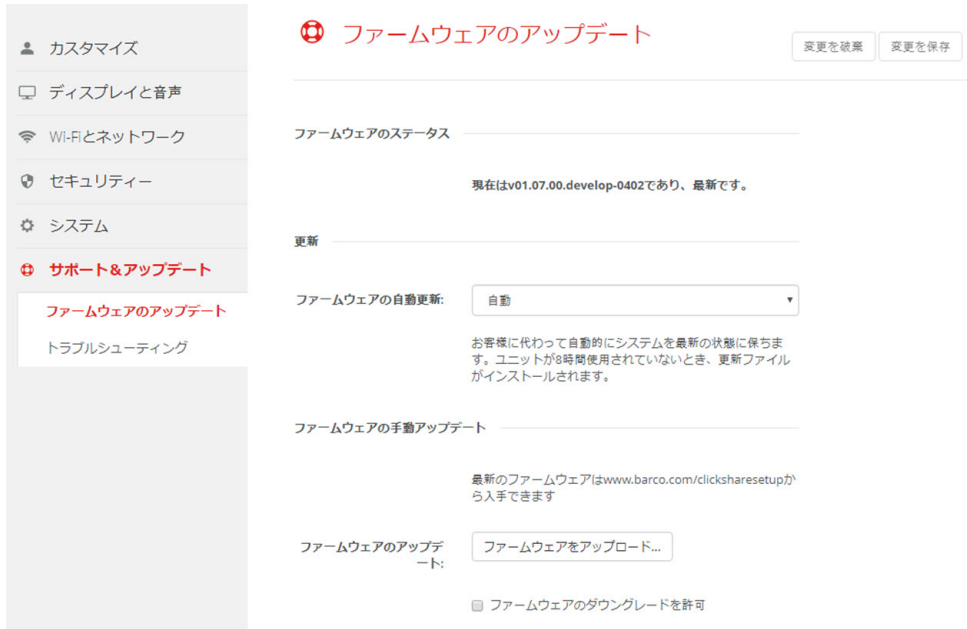 カスタマイズ
ディスプレイと音声
Wi-Fiとネットワーク
セキュリティー
システム
サポート&アップデート
ファームウェアのアップデート
トラブルシューティング
ファームウェアのアップデート
変更を破棄
変更を保存
ファームウェアのステータス
現在はv01.07.00.develop-0402であり、最新です。
更新
ファームウェアの自動更新:
自動
お客様に代わって自動的にシステムを最新の状態に保ちま
す。ユニットが8時間使用されていないとき、更新ファイル
がインストールされます。
ファームウェアの手動アップデート
最新のファームウェアはwww.barco.com/clicksharesetupか
ら入手できます
ファームウェアのアップデ
ート:
ファームウェアをアップロード...
ファームウェアのダウングレードを許可